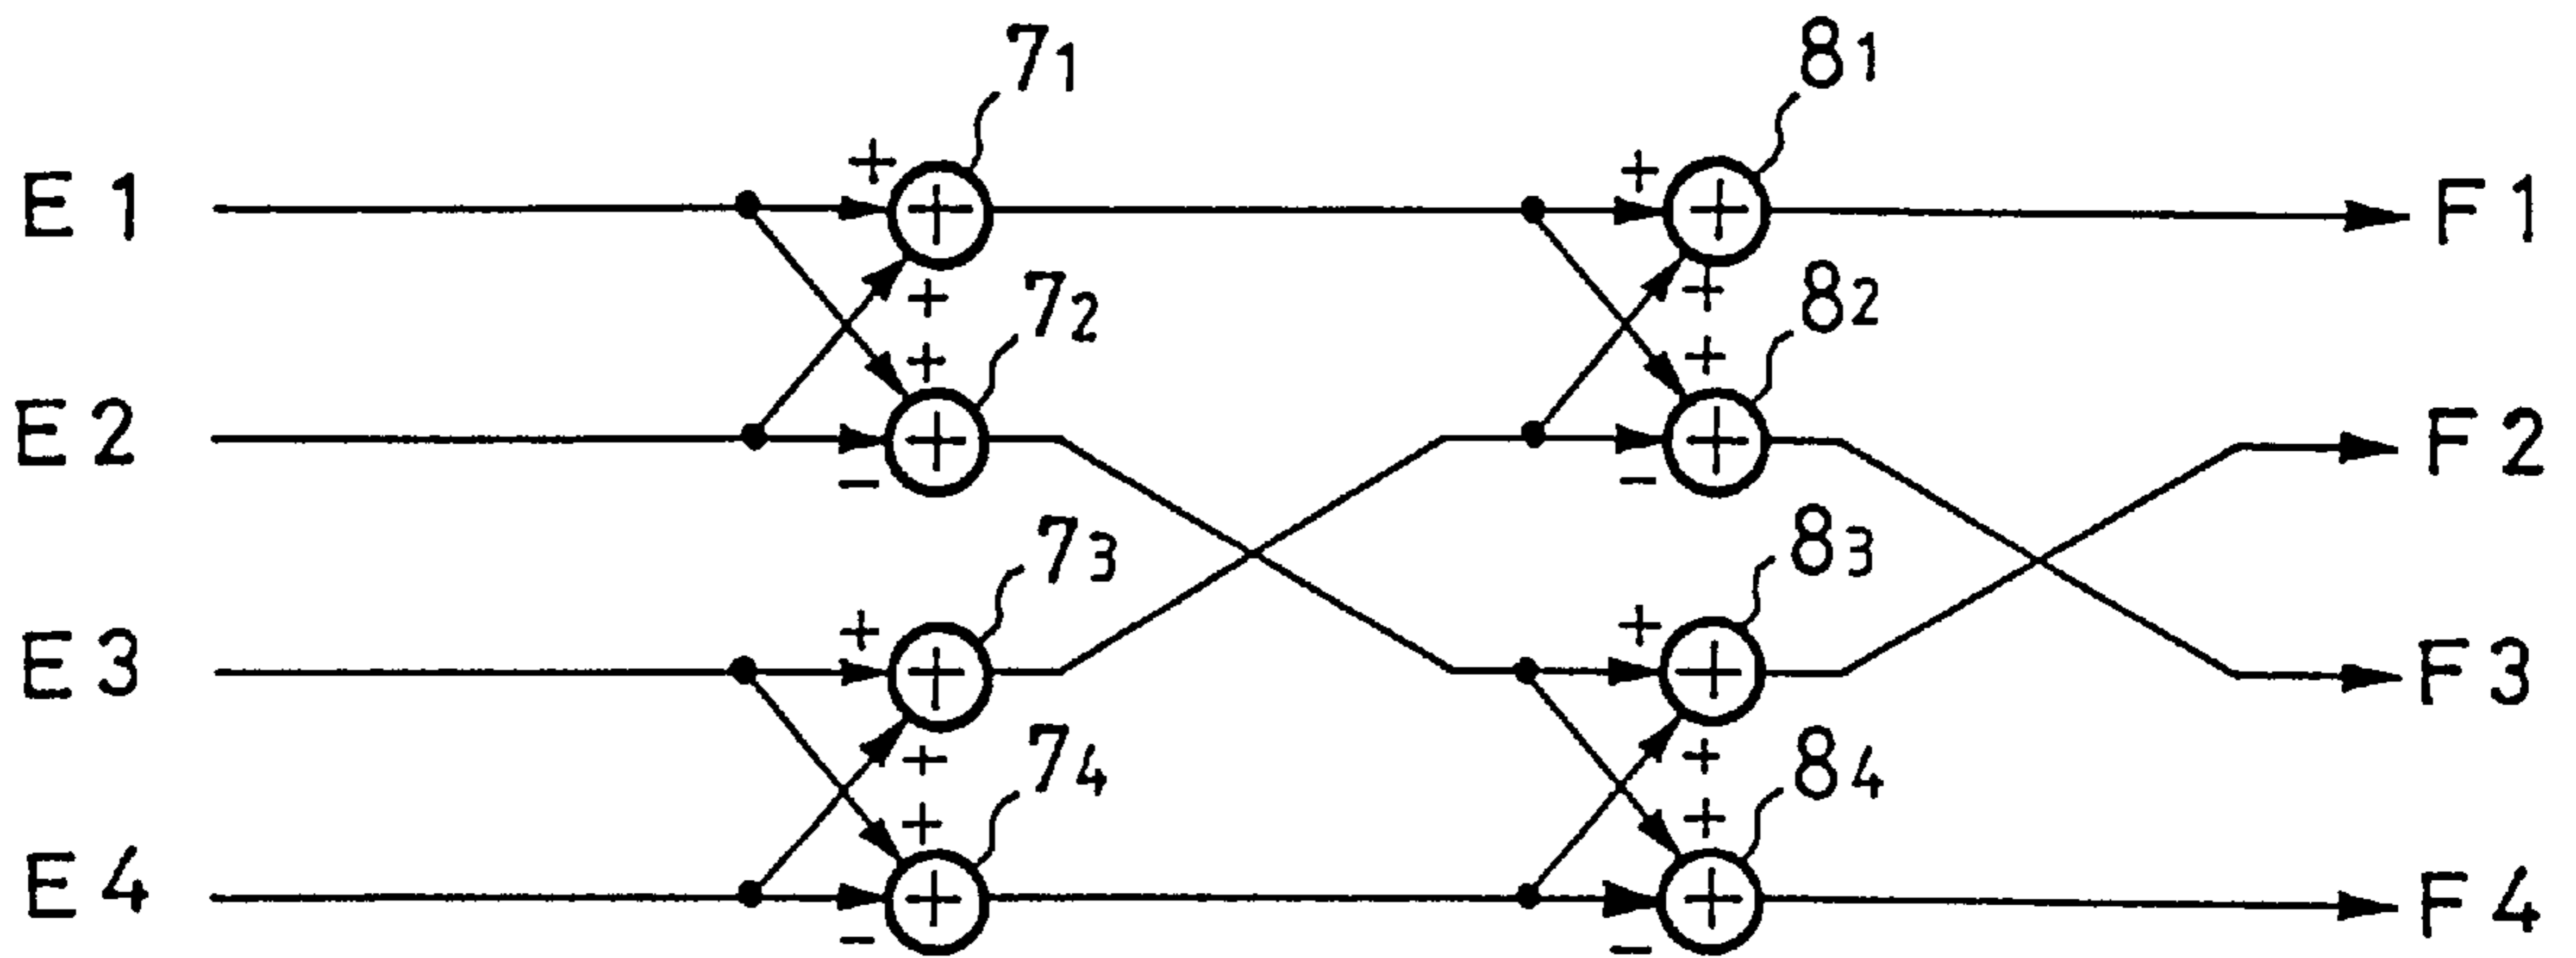 71 81
+ +
E1 + + F1
+ 72 + 82
+ +
E2 + + F2
- -
73 83
+ +
E3 + + F3
+ 74 + 84
+ +
E4 + + F4
- -